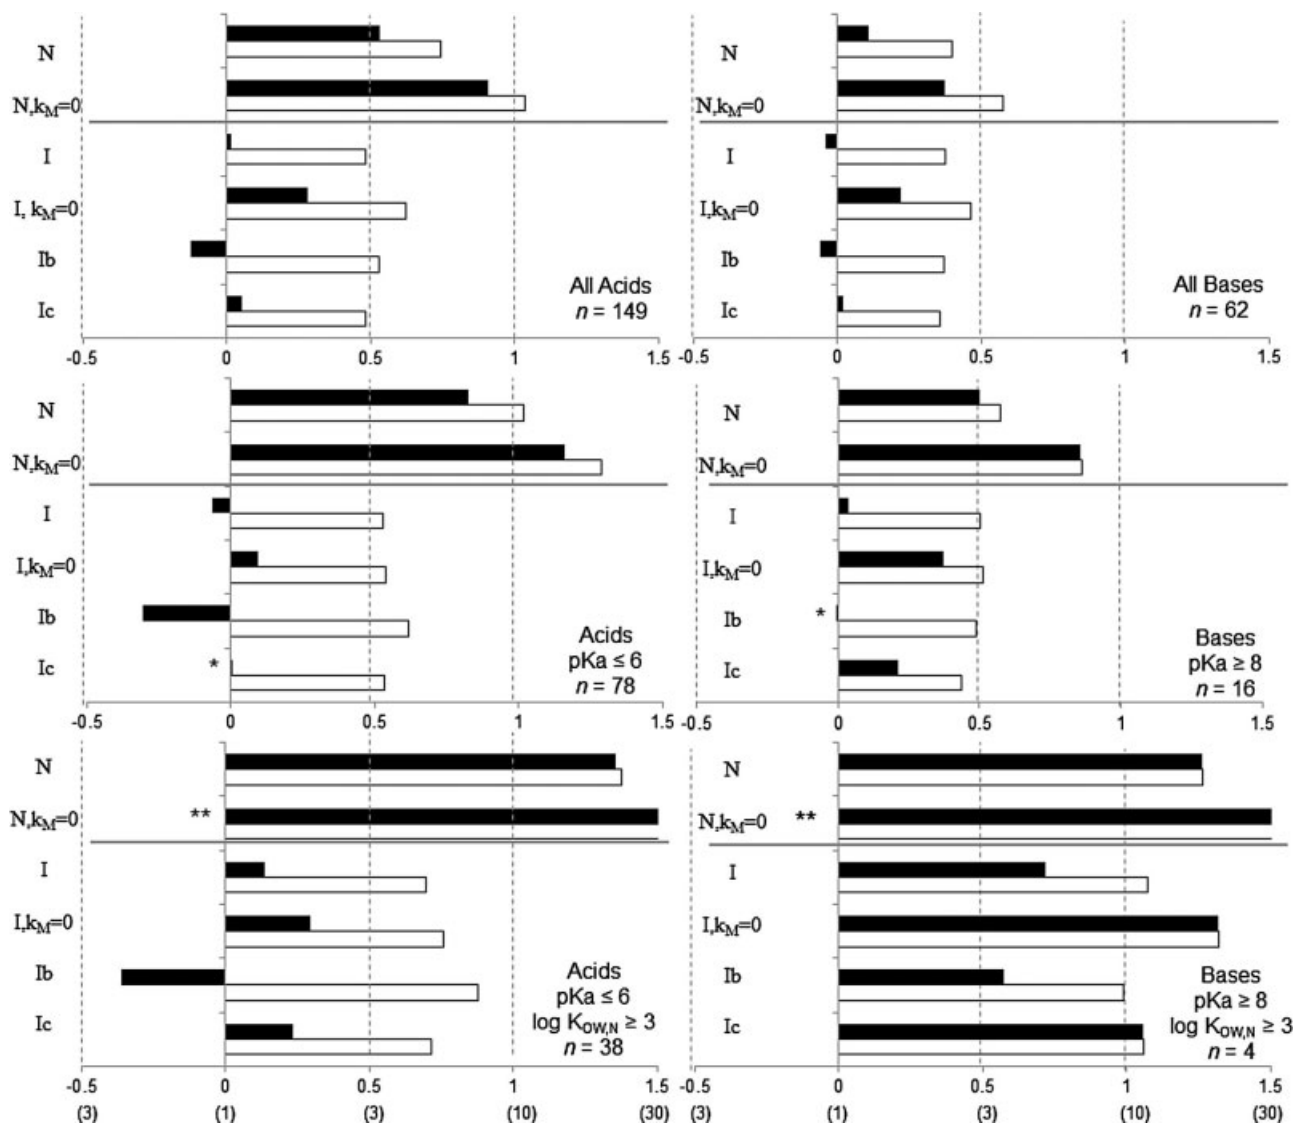 N
N,kM=0
I
I, kM=0
Ib
Ic
All Acids
n = 149
-0.5 0 0.5 1 1.5
N
N,kM=0
I
I,kM=0
Ib
Ic
All Bases
n = 62
-0.5 0 0.5 1 1.5
N
N,kM=0
I
I,kM=0
Ib
Ic
*
Acids
pKa ≤ 6
n = 78
-0.5 0 0.5 1 1.5
N
N,kM=0
I
I,kM=0
Ib
*
Ic
Bases
pKa ≥ 8
n = 16
-0.5 0 0.5 1 1.5
N
N,kM=0
**
I
I,kM=0
Ib
Ic
Acids
pKa ≤ 6
log KOW,N ≥ 3
n = 38
-0.5 0 0.5 1 1.5
(3) (1) (3) (10) (30)
N
N,kM=0
**
I
I,kM=0
Ib
Ic
Bases
pKa ≥ 8
log KOW,N ≥ 3
n = 4
-0.5 0 0.5 1 1.5
(3) (1) (3) (10) (30)